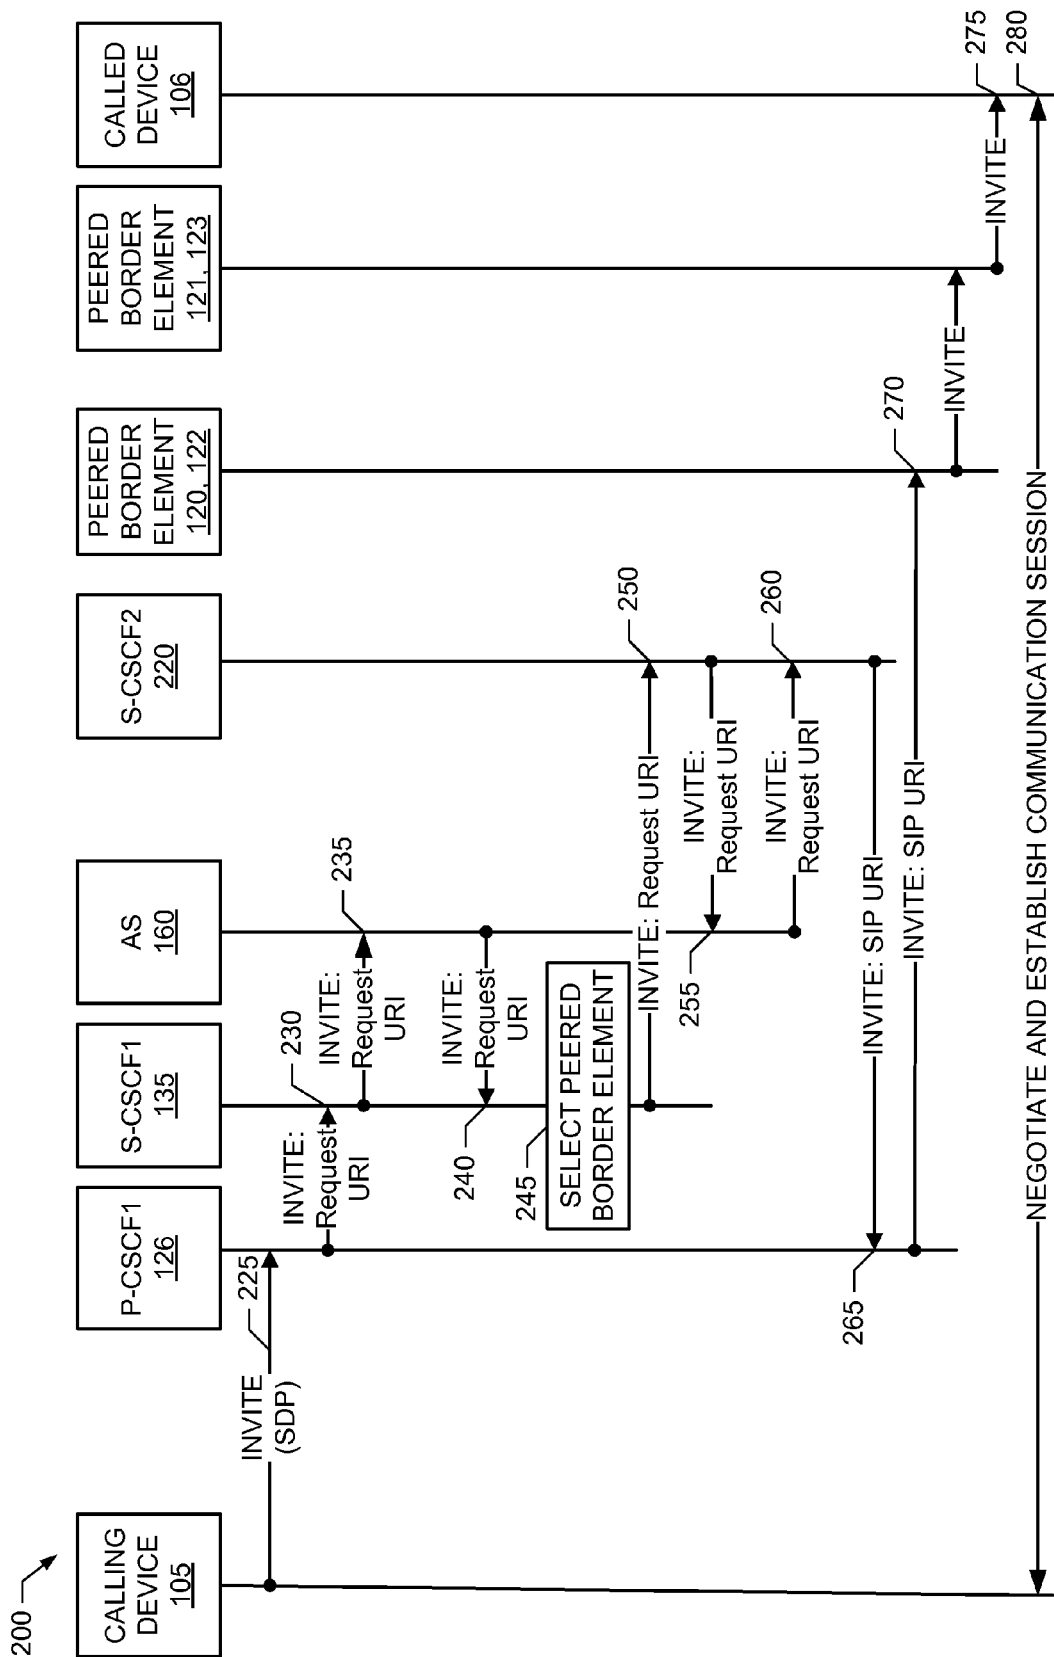 200
CALLING
DEVICE
105
P-CSCF1
126
S-CSCF1
135
AS
160
S-CSCF2
220
PEERED
BORDER
ELEMENT
120, 122
PEERED
BORDER
ELEMENT
121, 123
CALLED
DEVICE
106
INVITE
(SDP)
225
INVITE:
Request
URI
230
INVITE:
Request
URI
235
INVITE:
Request
URI
240
245
SELECT PEERED
BORDER ELEMENT
INVITE: Request URI
250
INVITE:
Request URI
255
INVITE:
Request URI
260
INVITE: SIP URI
265
INVITE: SIP URI
270
INVITE
INVITE
275
NEGOTIATE AND ESTABLISH COMMUNICATION SESSION
280